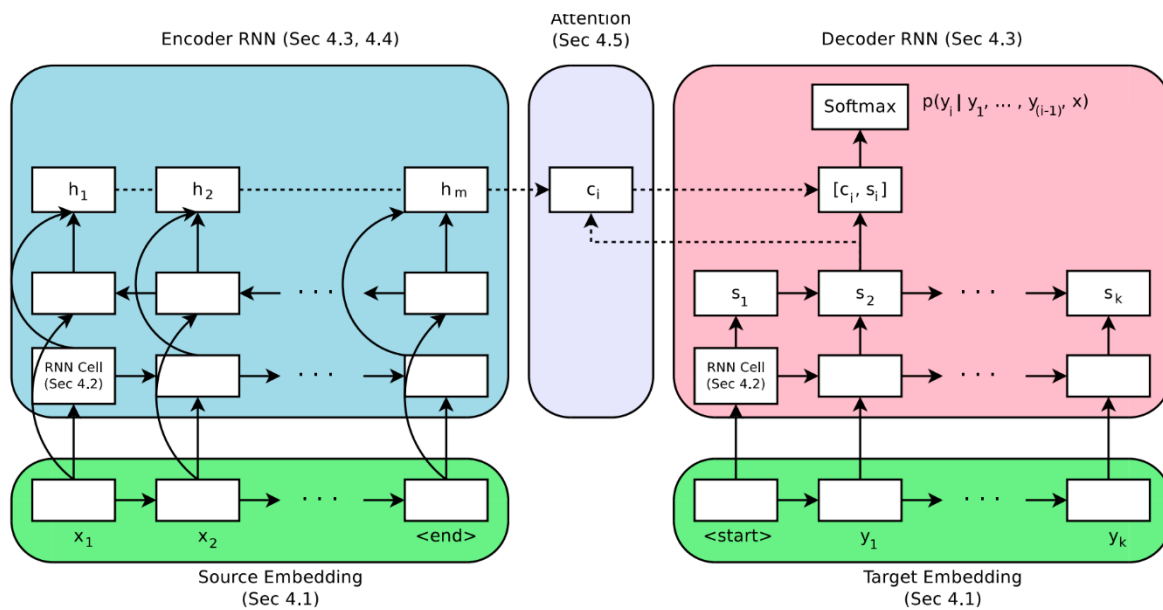 Attention
(Sec 4.5)
Encoder RNN (Sec 4.3, 4.4)
Decoder RNN (Sec 4.3)
Softmax
p(y_i | y_1, ... , y_(i-1), x)
h_1
h_2
h_m
c_i
[c_i, s_i]
s_1
s_2
. . .
s_k
. . .
RNN Cell
(Sec 4.2)
. . .
RNN Cell
(Sec 4.2)
. . .
. . .
. . .
x_1
x_2
<end>
<start>
y_1
y_k
Source Embedding
(Sec 4.1)
Target Embedding
(Sec 4.1)